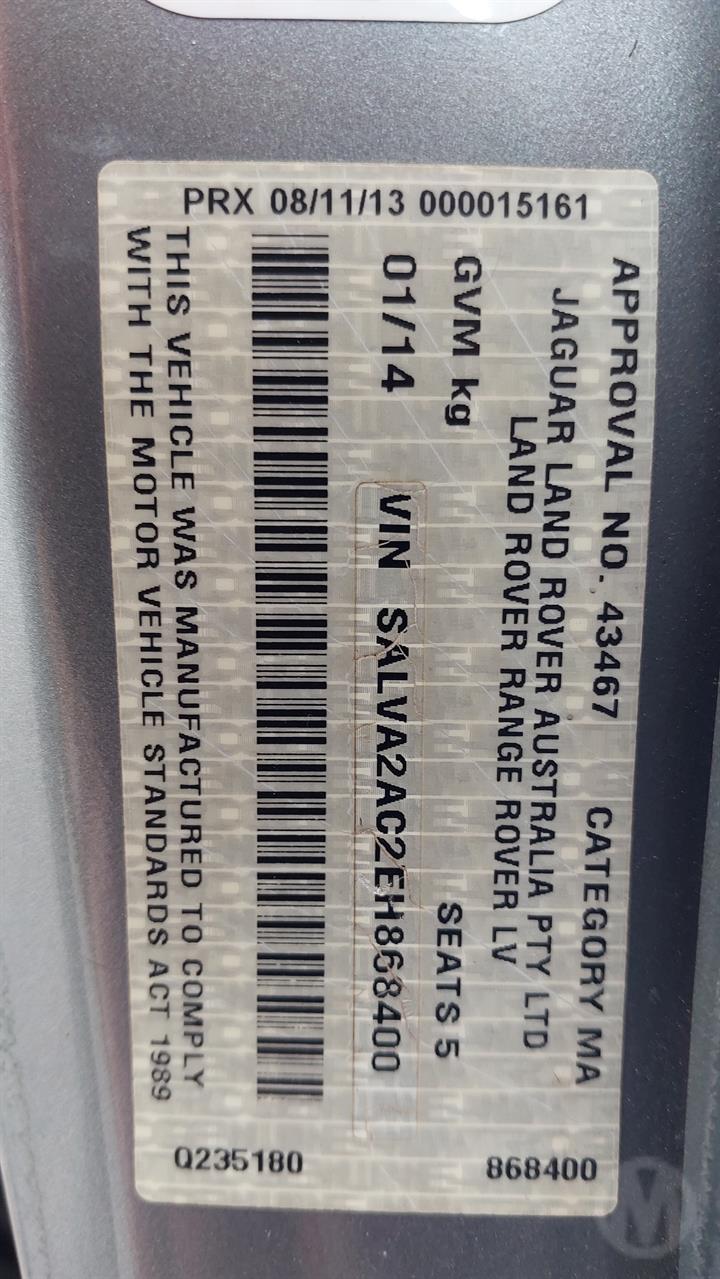 PRX 08/11/13 000015161
APPROVAL NO. 43467 CATEGORY MA
JAGUAR LAND ROVER AUSTRALIA PTY LTD
LAND ROVER RANGE ROVER LV
GVM kg SEATS 5
01/14 VIN SALVA2AC2EH868400
THIS VEHICLE WAS MANUFACTURED TO COMPLY
WITH THE MOTOR VEHICLE STANDARDS ACT 1989
Q235180 868400
M